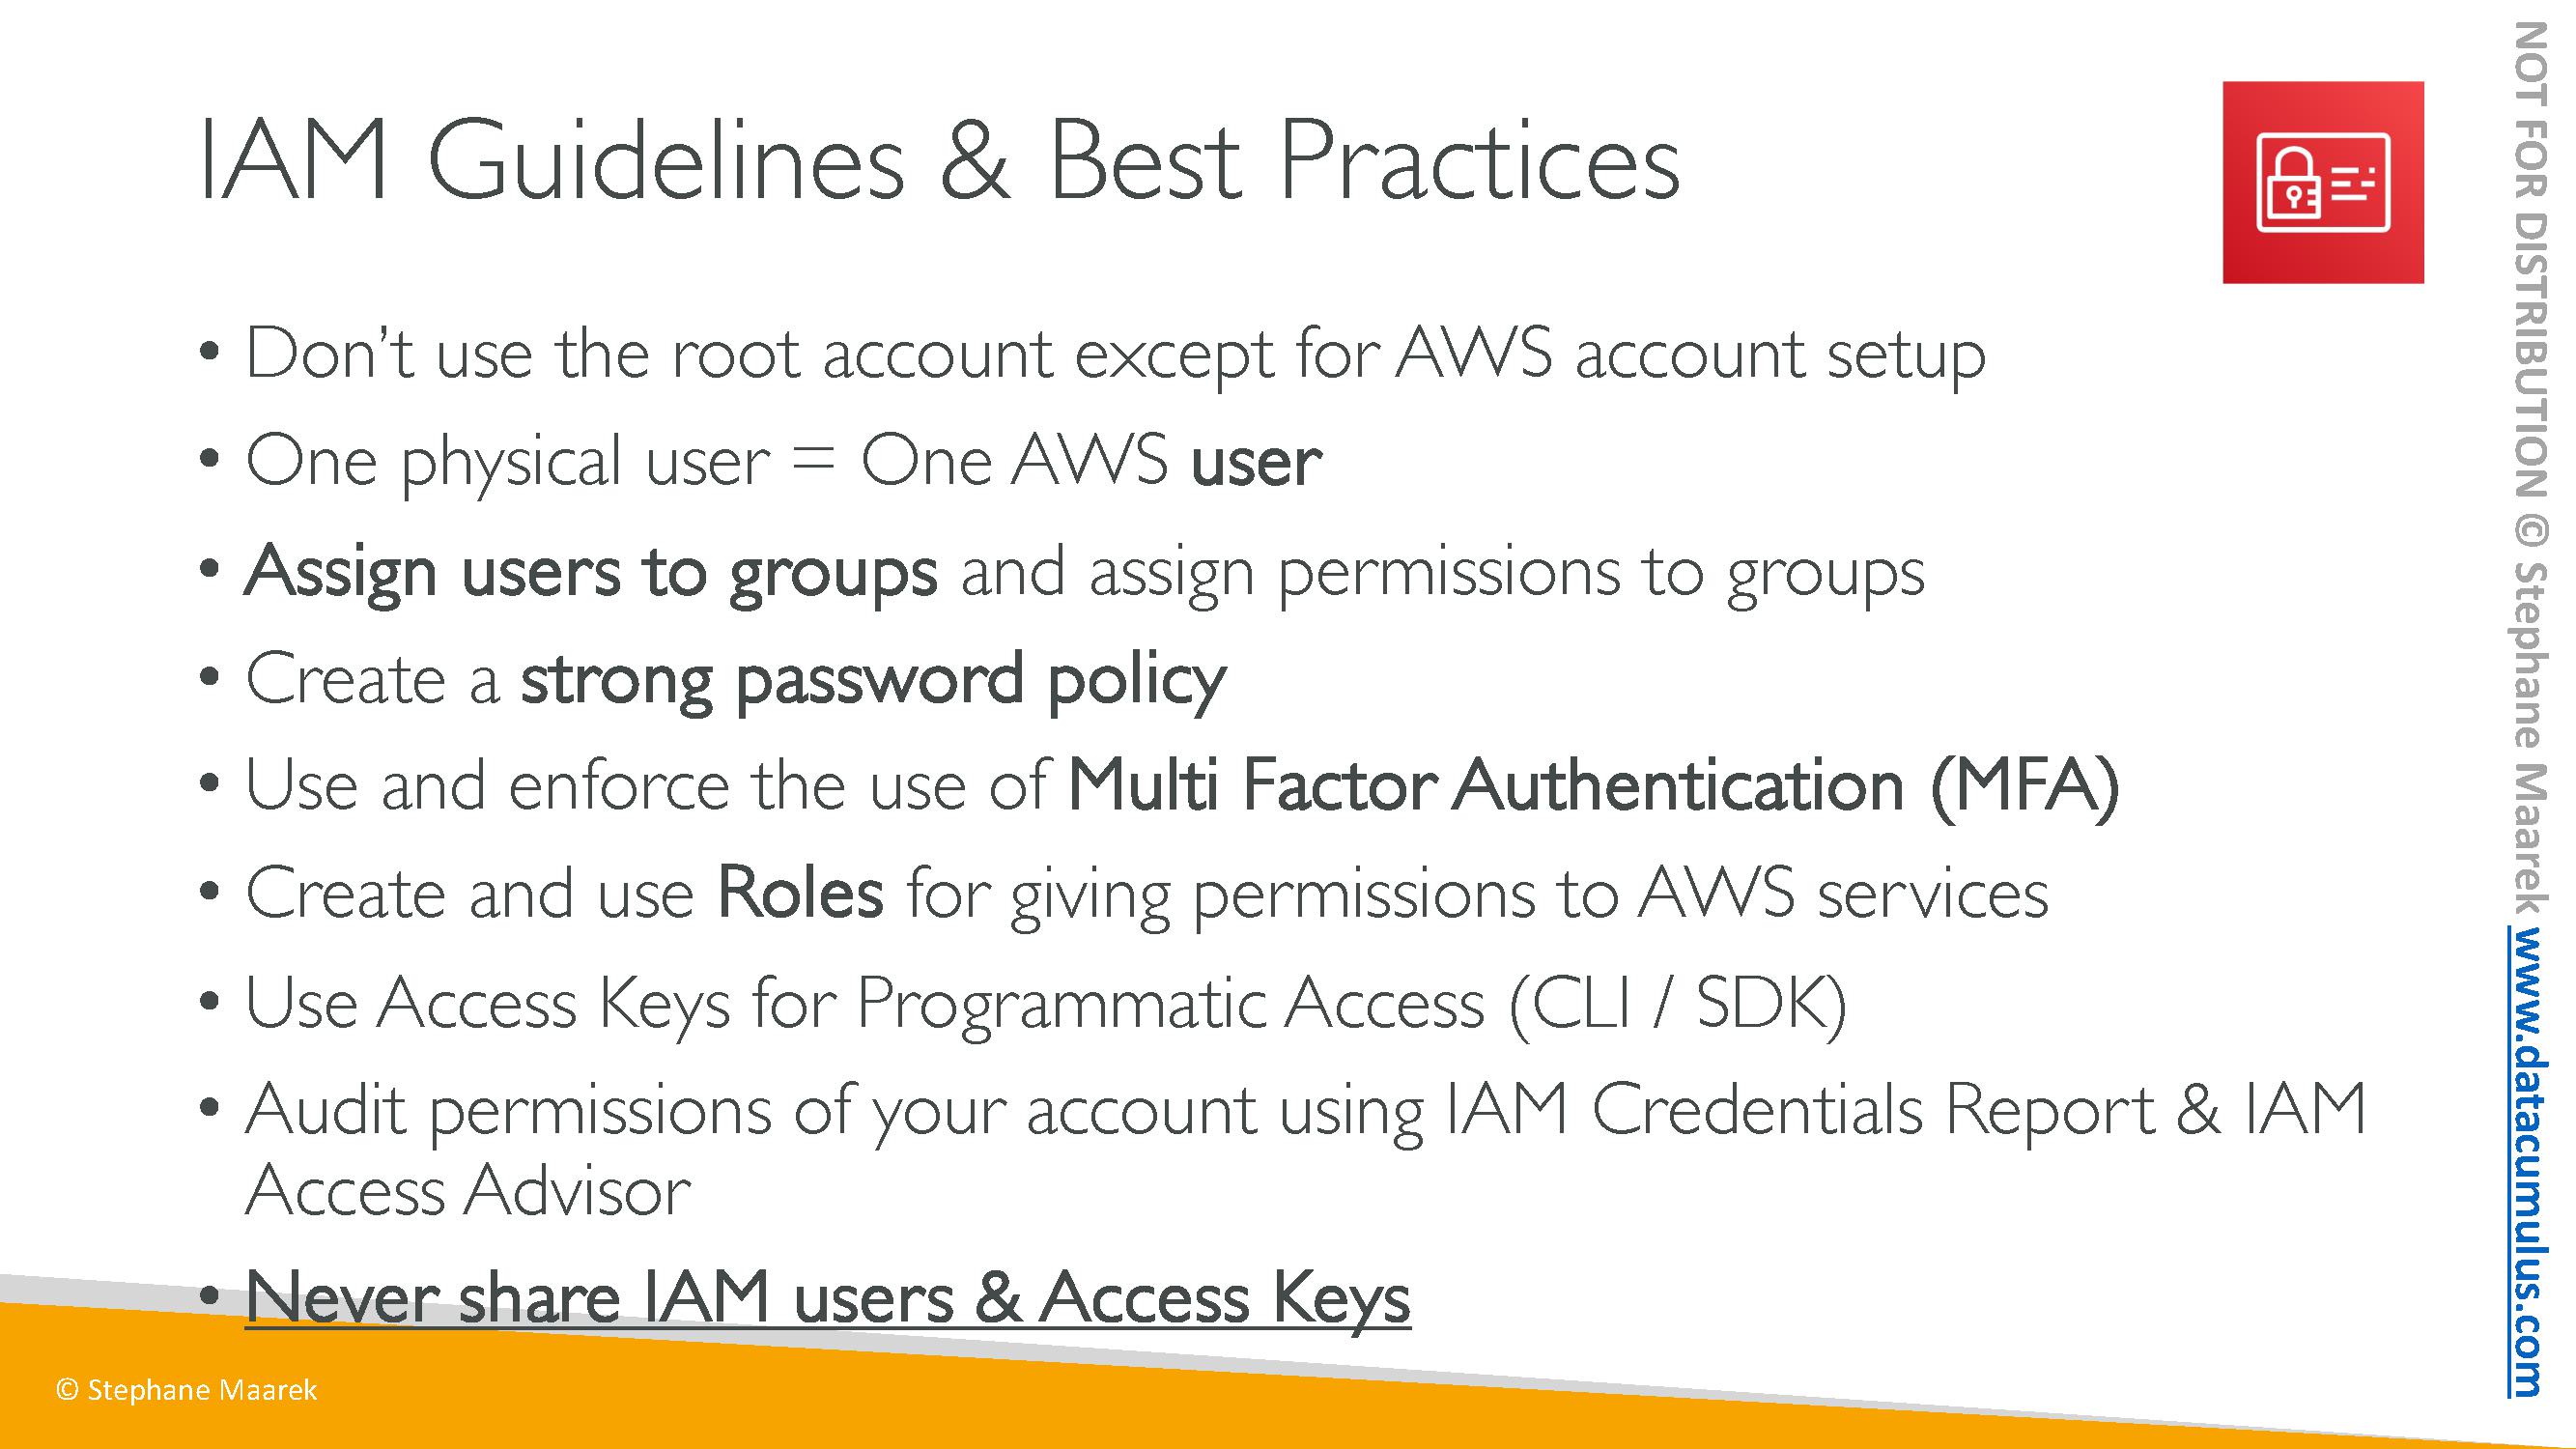 IAM Guidelines & Best Practices
• Don’t use the root account except for AWS account setup
• One physical user = One AWS user
• Assign users to groups and assign permissions to groups
• Create a strong password policy
• Use and enforce the use of Multi Factor Authentication (MFA)
• Create and use Roles for giving permissions to AWS services
• Use Access Keys for Programmatic Access (CLI / SDK)
• Audit permissions of your account using IAM Credentials Report & IAM
Access Advisor
• Never share IAM users & Access Keys
© Stephane Maarek
NOT FOR DISTRIBUTION © Stephane Maarek www.datacumulus.com